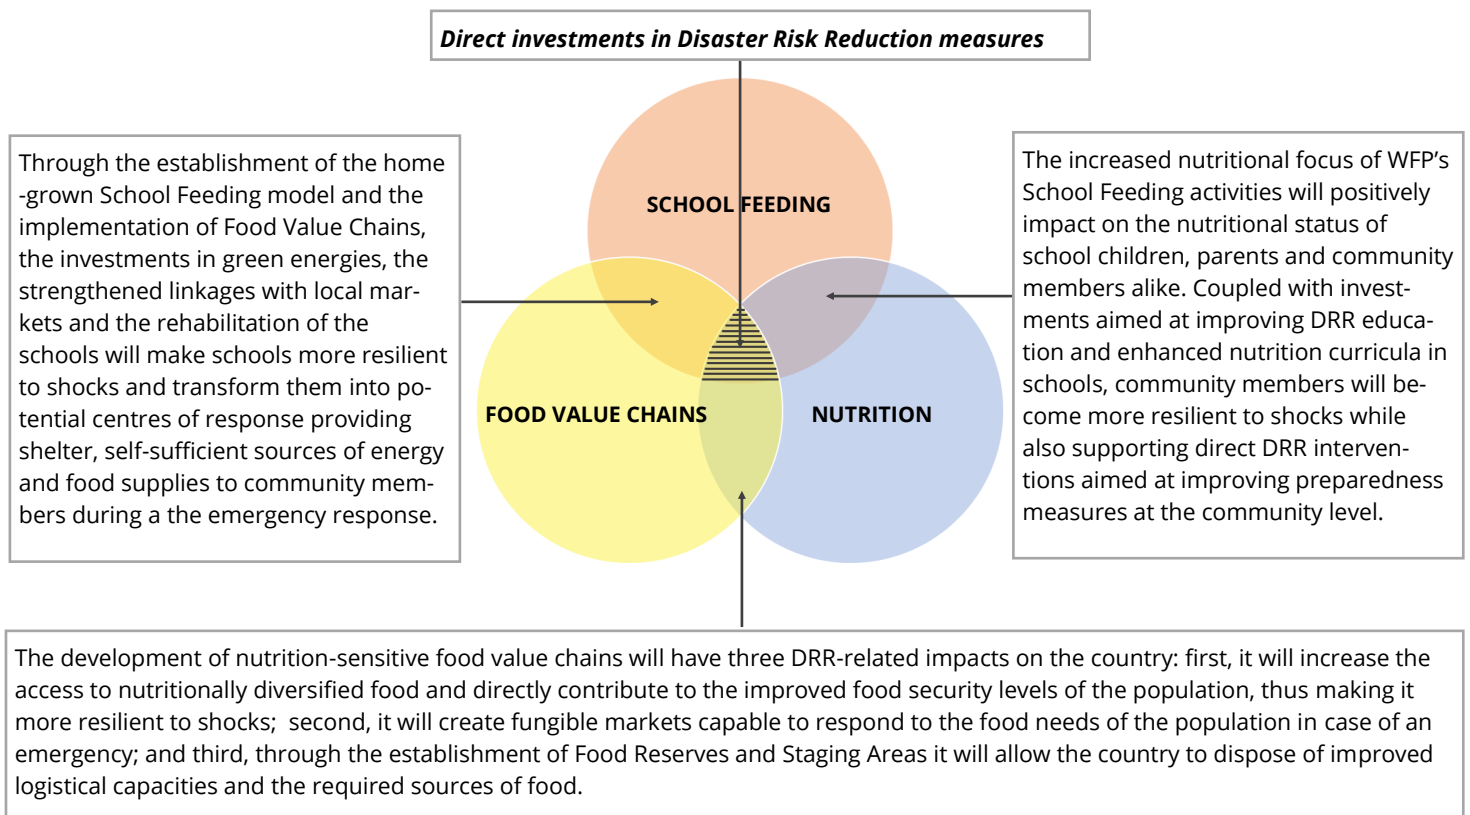 Direct investments in Disaster Risk Reduction measures
Through the establishment of the home
-grown School Feeding model and the
implementation of Food Value Chains,
the investments in green energies, the
strengthened linkages with local mar-
kets and the rehabilitation of the
schools will make schools more resilient
to shocks and transform them into po-
tential centres of response providing
shelter, self-sufficient sources of energy
and food supplies to community mem-
bers during a the emergency response.
SCHOOL FEEDING
FOOD VALUE CHAINS
NUTRITION
The increased nutritional focus of WFP’s
School Feeding activities will positively
impact on the nutritional status of
school children, parents and community
members alike. Coupled with invest-
ments aimed at improving DRR educa-
tion and enhanced nutrition curricula in
schools, community members will be-
come more resilient to shocks while
also supporting direct DRR interven-
tions aimed at improving preparedness
measures at the community level.
The development of nutrition-sensitive food value chains will have three DRR-related impacts on the country: first, it will increase the
access to nutritionally diversified food and directly contribute to the improved food security levels of the population, thus making it
more resilient to shocks;  second, it will create fungible markets capable to respond to the food needs of the population in case of an
emergency; and third, through the establishment of Food Reserves and Staging Areas it will allow the country to dispose of improved
logistical capacities and the required sources of food.